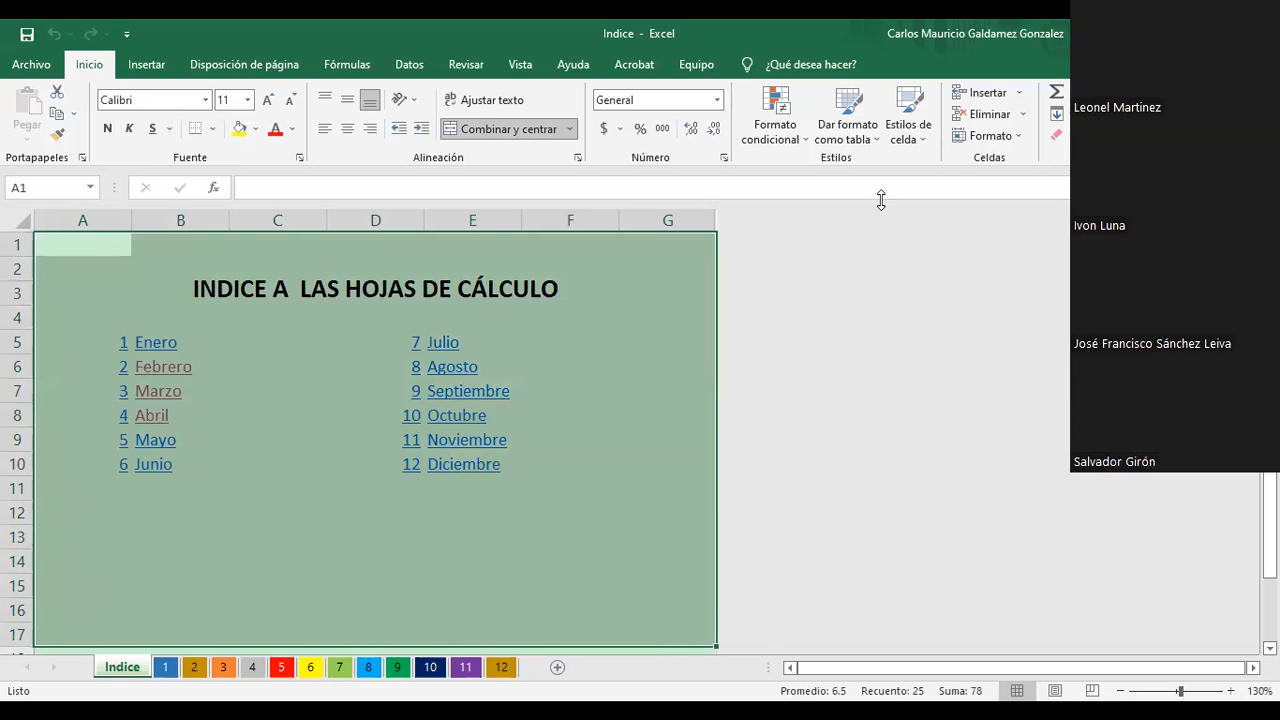 Indice - Excel
Carlos Mauricio Galdamez Gonzalez
Archivo Inicio Insertar Disposición de página Fórmulas Datos Revisar Vista Ayuda Acrobat Equipo ¿Qué desea hacer?
Pegar
Calibri 11
N K S
Ajustar texto
Combinar y centrar
General
$ % 000
Formato condicional
Dar formato como tabla
Estilos de celda
Insertar
Eliminar
Formato
Portapapeles Fuente Alineación Número Estilos Celdas
A1 fx
A B C D E F G
1
2
3 INDICE A LAS HOJAS DE CÁLCULO
4
5 1 Enero 7 Julio
6 2 Febrero 8 Agosto
7 3 Marzo 9 Septiembre
8 4 Abril 10 Octubre
9 5 Mayo 11 Noviembre
10 6 Junio 12 Diciembre
11
12
13
14
15
16
17
Indice 1 2 3 4 5 6 7 8 9 10 11 12
Listo Promedio: 6.5 Recuento: 25 Suma: 78 130%
Leonel Martinez
Ivon Luna
José Francisco Sánchez Leiva
Salvador Girón